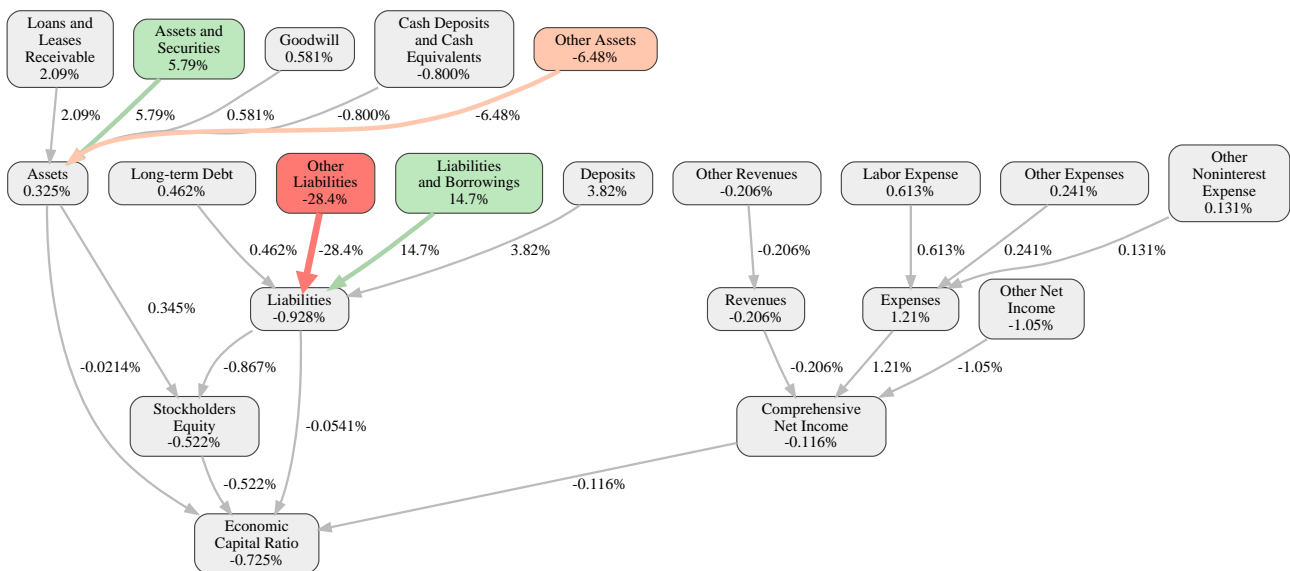 Loans and
Leases
Receivable
2.09%
Assets and
Securities
5.79%
Goodwill
0.581%
Cash Deposits
and Cash
Equivalents
-0.800%
Other Assets
-6.48%
2.09%
5.79%
0.581%
-0.800%
-6.48%
Assets
0.325%
Long-term Debt
0.462%
Other
Liabilities
-28.4%
Liabilities
and Borrowings
14.7%
Deposits
3.82%
Other Revenues
-0.206%
Labor Expense
0.613%
Other Expenses
0.241%
Other
Noninterest
Expense
0.131%
0.462%
-28.4%
14.7%
3.82%
-0.206%
0.613%
0.241%
0.131%
0.345%
Liabilities
-0.928%
Revenues
-0.206%
Expenses
1.21%
Other Net
Income
-1.05%
-0.0214%
-0.867%
-0.0541%
-0.206%
1.21%
-1.05%
Stockholders
Equity
-0.522%
Comprehensive
Net Income
-0.116%
-0.522%
-0.116%
Economic
Capital Ratio
-0.725%